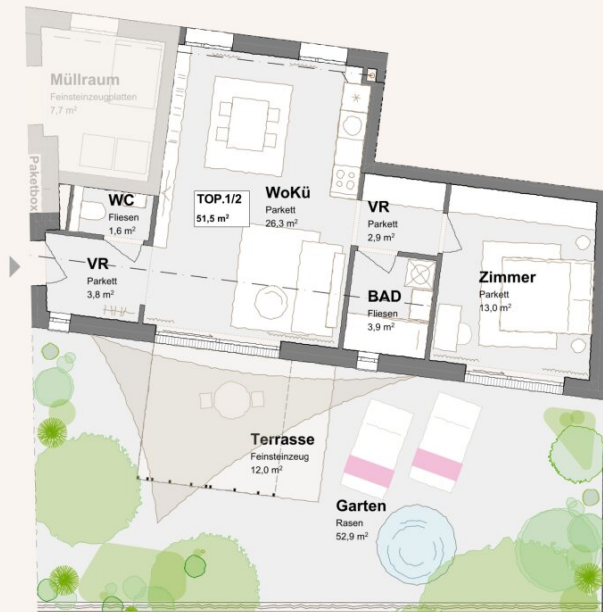 Müllraum
Feinsteinzeugplatten
7,7 m²
Paketbox
WC
Fliesen
1,6 m²
TOP.1/2
51,5 m²
WoKü
Parkett
26,3 m²
VR
Parkett
2,9 m²
VR
Parkett
3,8 m²
BAD
Fliesen
3,9 m²
Zimmer
Parkett
13,0 m²
Terrasse
Feinsteinzeug
12,0 m²
Garten
Rasen
52,9 m²